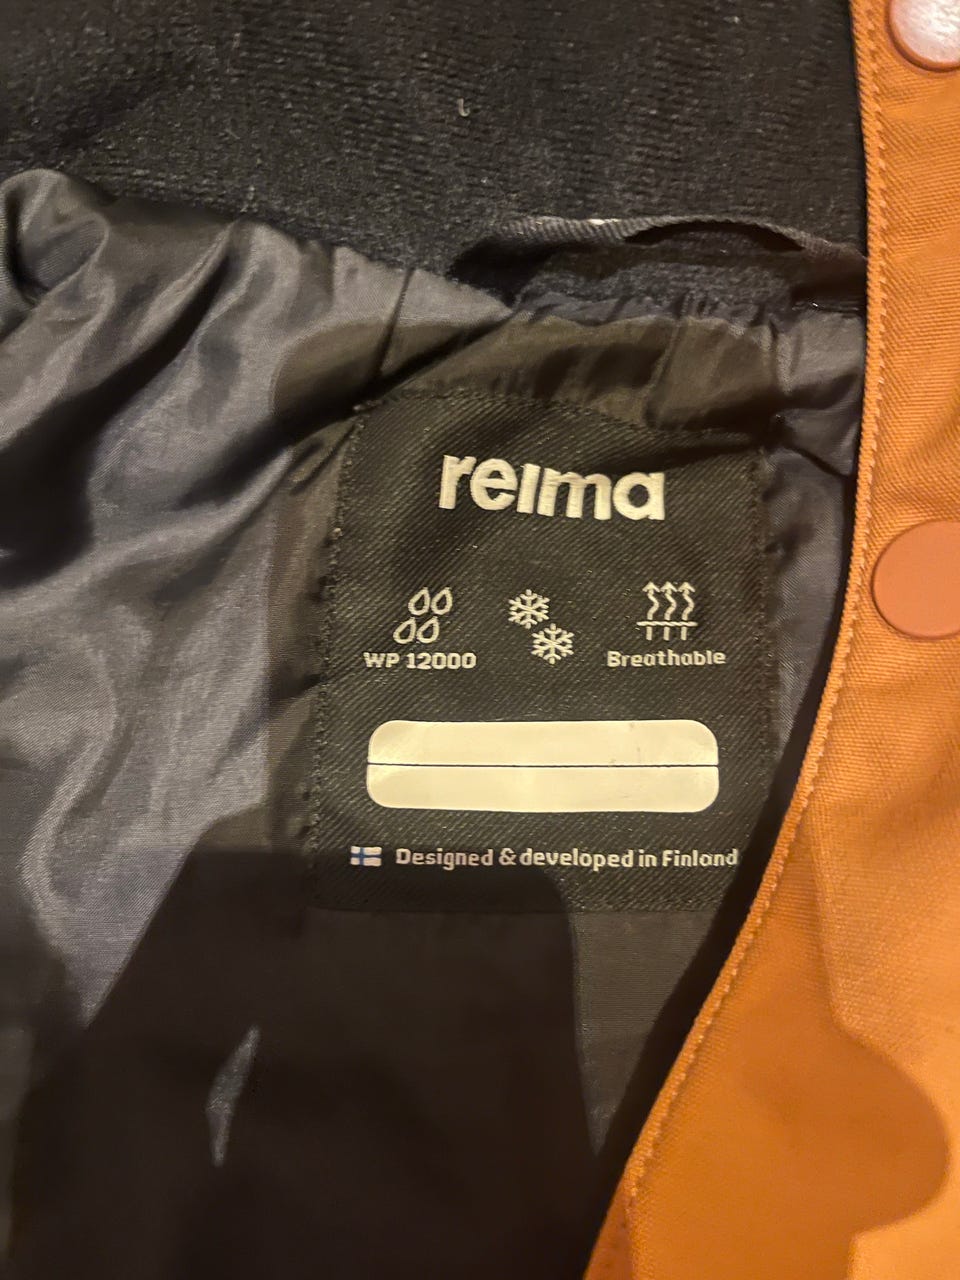 reima
WP 12000
Breathable
Designed & developed in Finland